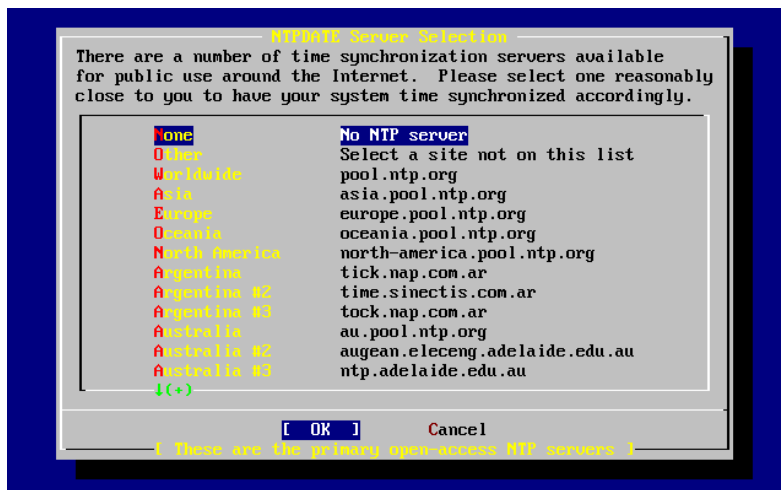 NTPDATE Server Selection
There are a number of time synchronization servers available
for public use around the Internet.  Please select one reasonably
close to you to have your system time synchronized accordingly.
None No NTP server
Other Select a site not on this list
Worldwide pool.ntp.org
Asia asia.pool.ntp.org
Europe europe.pool.ntp.org
Oceania oceania.pool.ntp.org
North America north-america.pool.ntp.org
Argentina tick.nap.com.ar
Argentina #2 time.sinectis.com.ar
Argentina #3 tock.nap.com.ar
Australia au.pool.ntp.org
Australia #2 augean.eleceng.adelaide.edu.au
Australia #3 ntp.adelaide.edu.au
↓(+)
[ OK ] Cancel
[ These are the primary open-access NTP servers ]